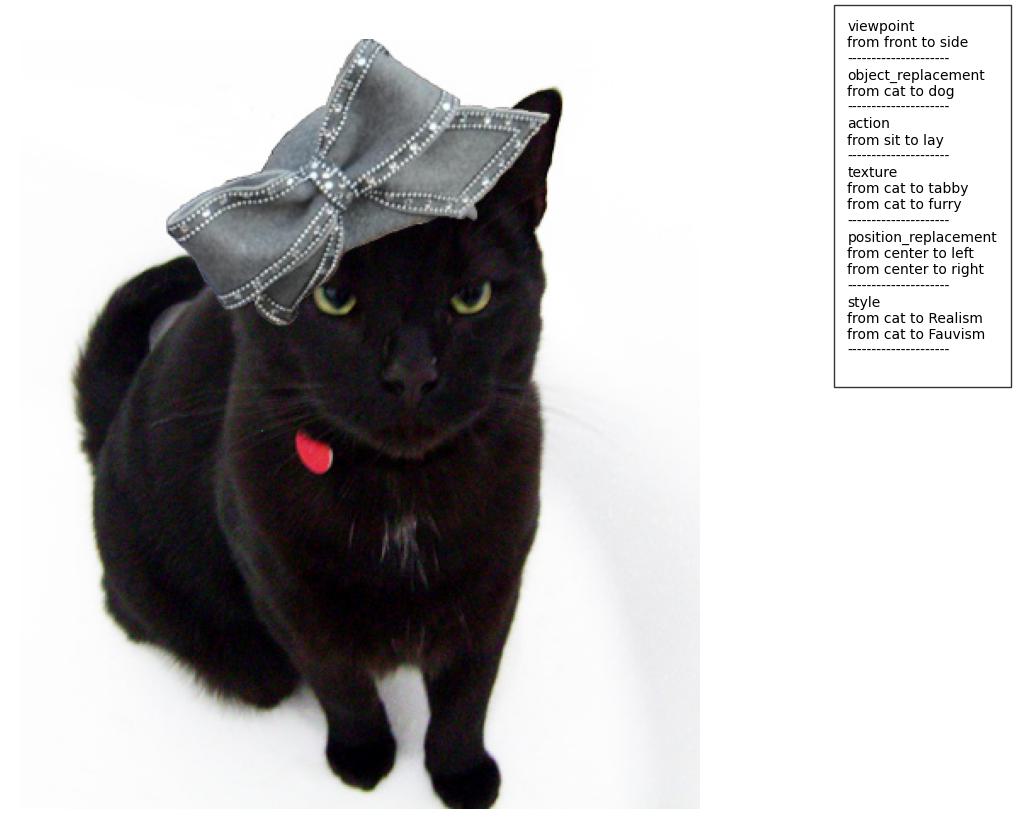 viewpoint
from front to side
---------------------
object_replacement
from cat to dog
---------------------
action
from sit to lay
---------------------
texture
from cat to tabby
from cat to furry
---------------------
position_replacement
from center to left
from center to right
---------------------
style
from cat to Realism
from cat to Fauvism
---------------------